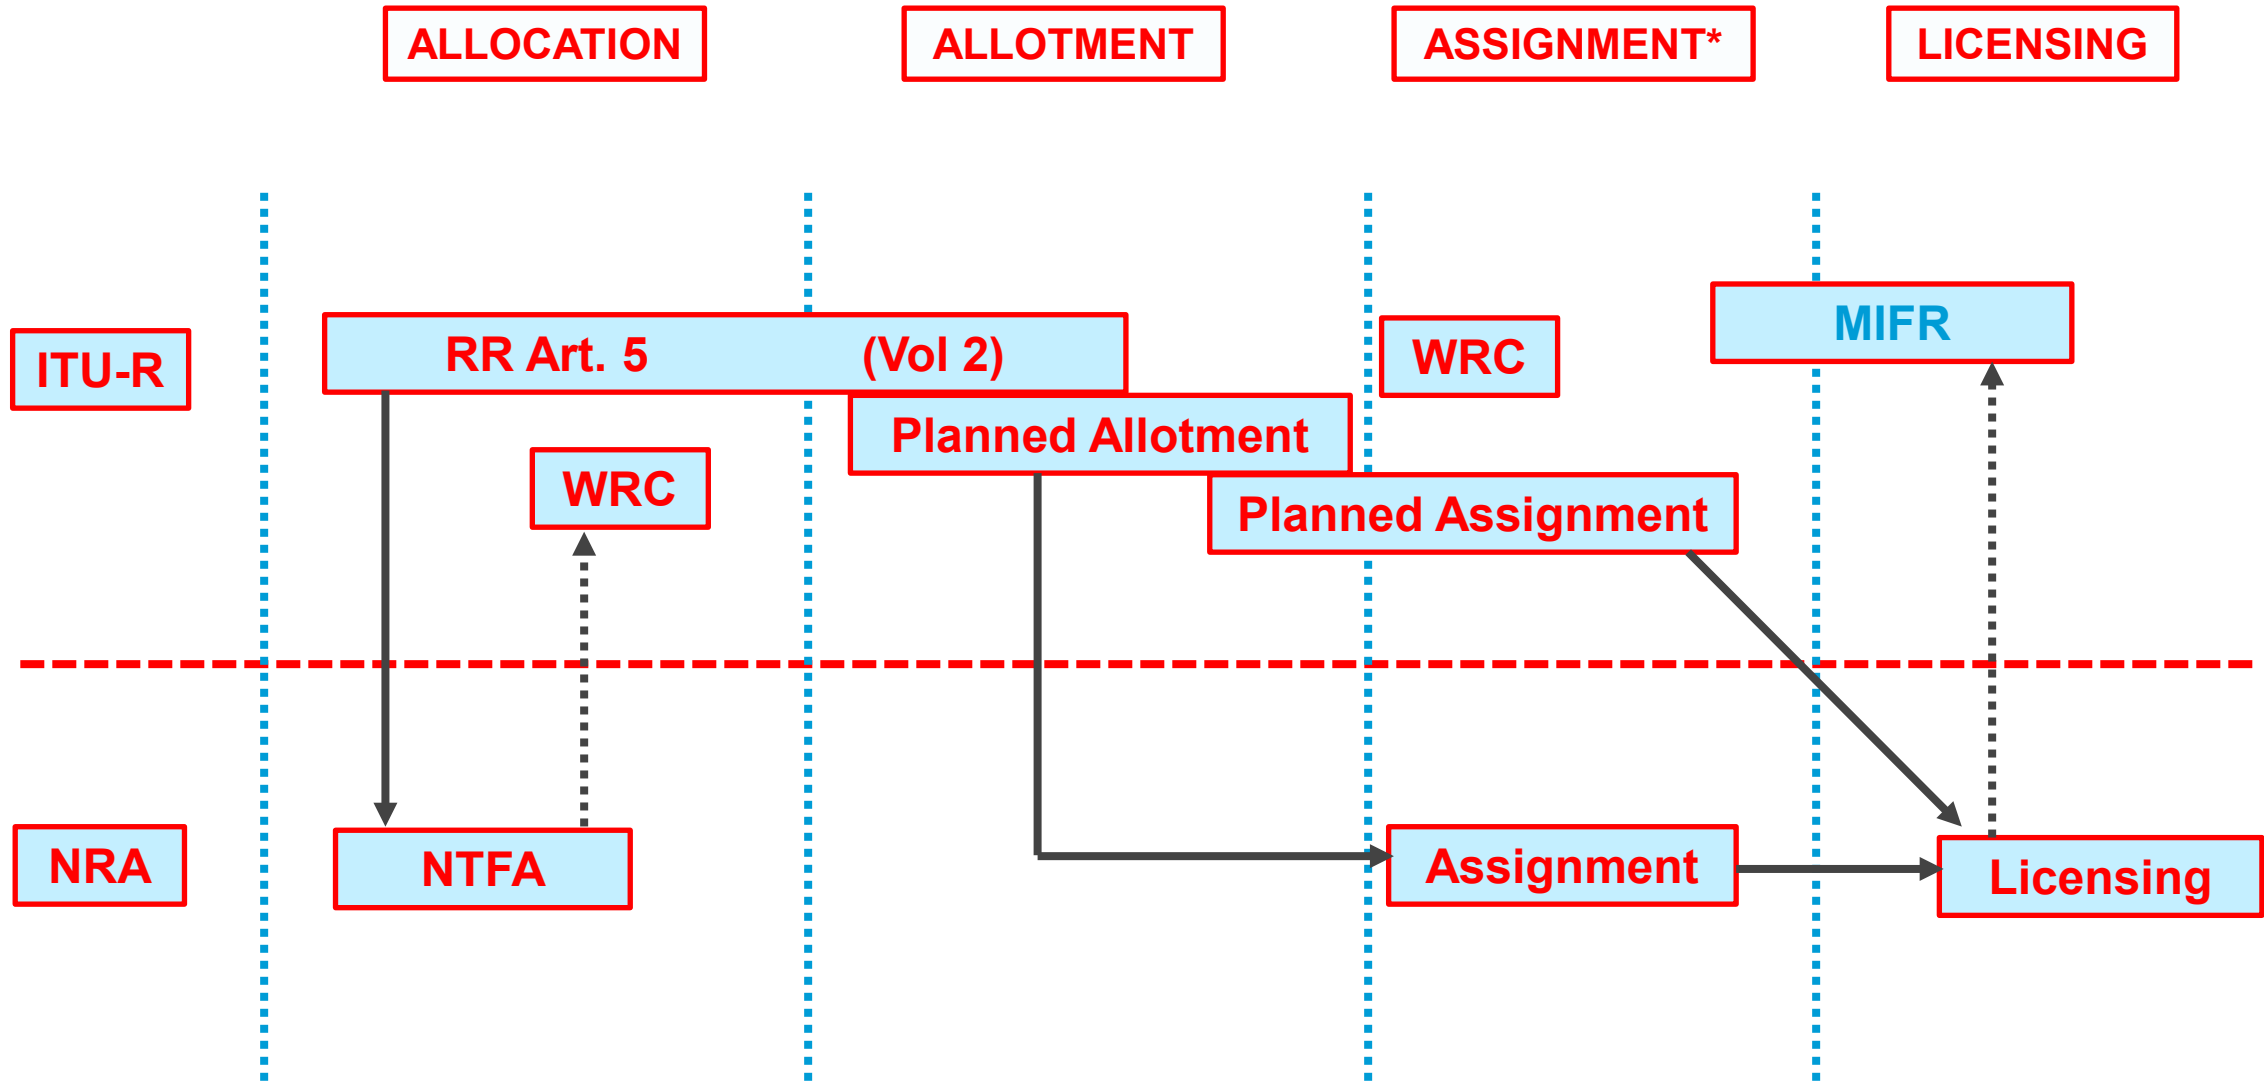 ALLOCATION
ALLOTMENT
ASSIGNMENT*
LICENSING
ITU-R
RR Art. 5 (Vol 2)
WRC
MIFR
Planned Allotment
WRC
Planned Assignment
NRA
NTFA
Assignment
Licensing